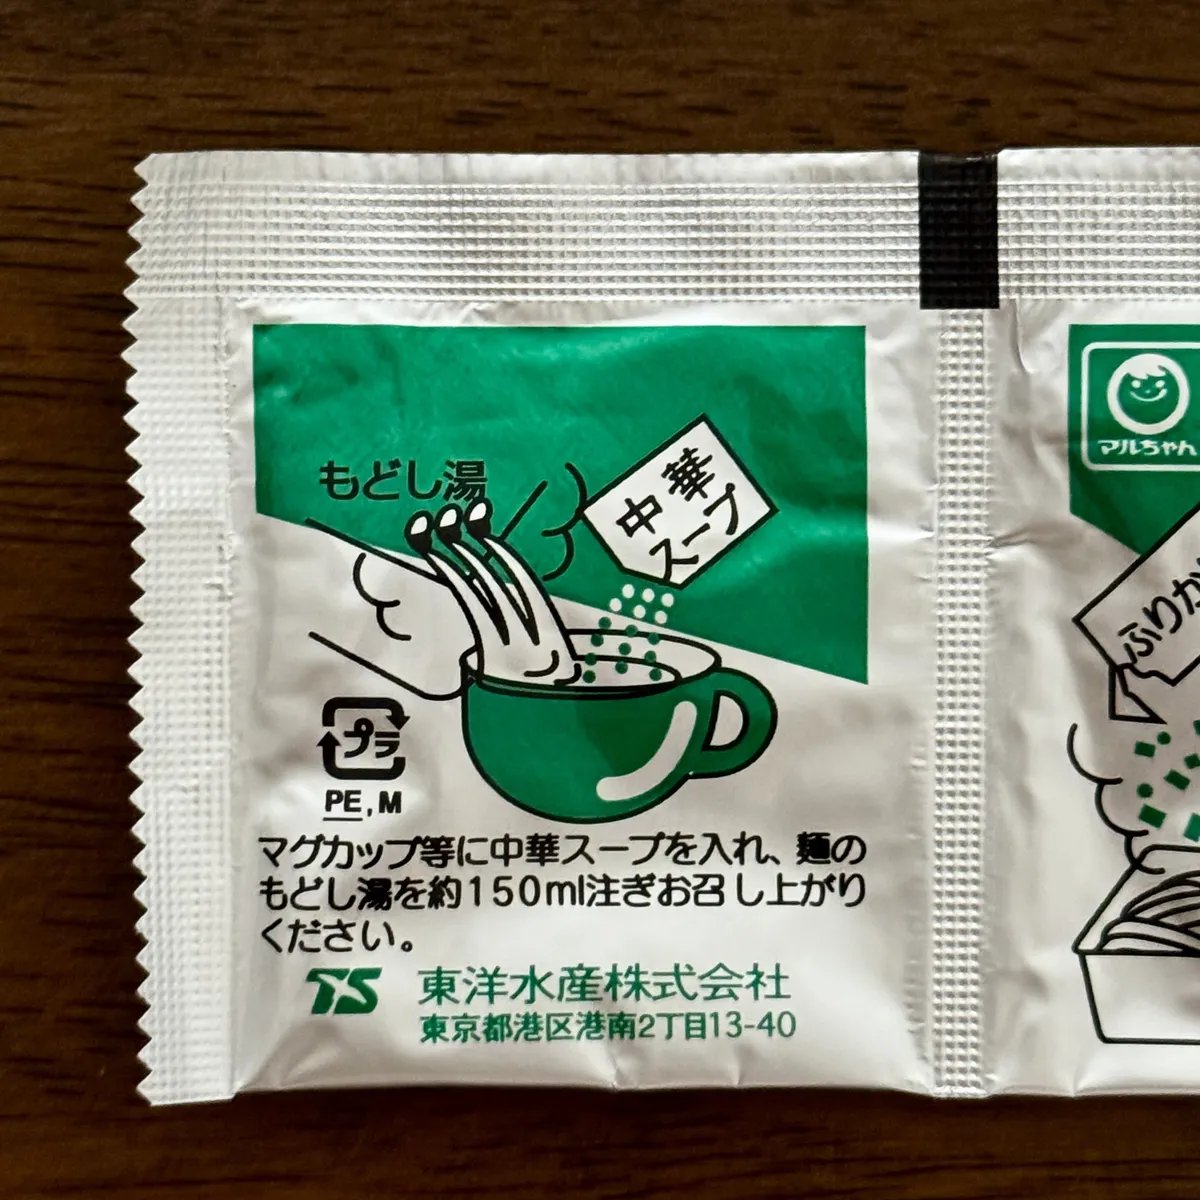 もどし湯
中華
スープ
プラ
PE, M
マグカップ等に中華スープを入れ、麺の
もどし湯を約150ml注ぎお召し上がり
ください。
TS 東洋水産株式会社
東京都港区港南2丁目13-40
マルちゃん
ふりか